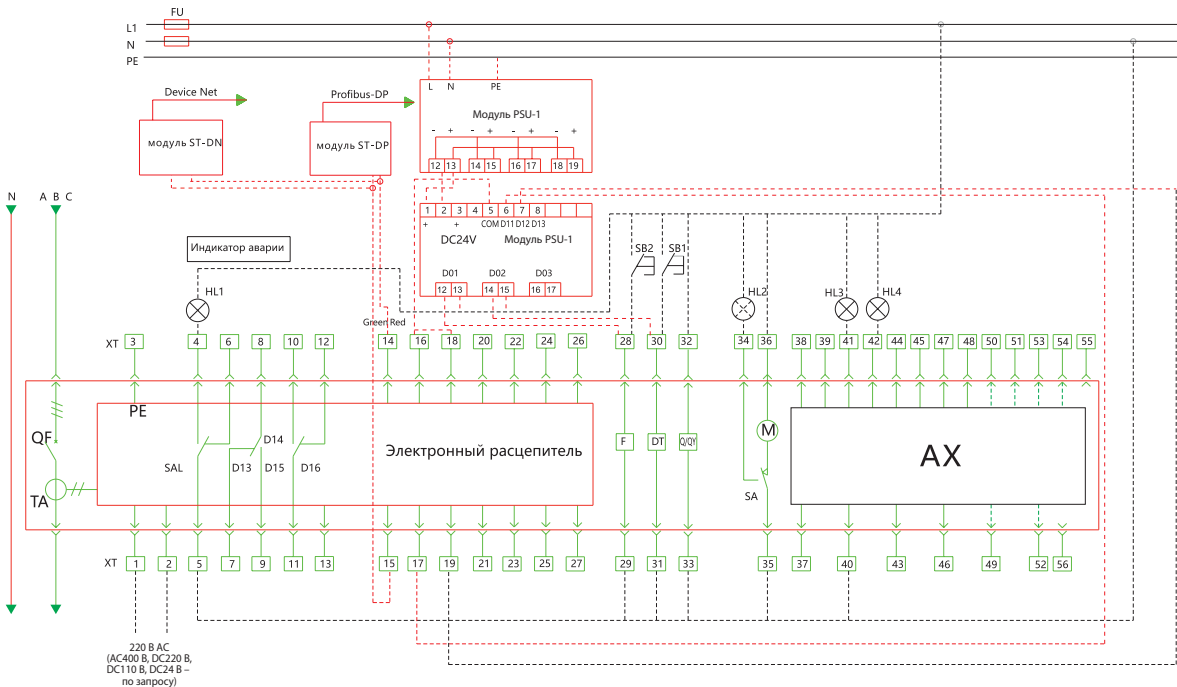 FU
L1
N
PE
Device Net
Profibus-DP
L N PE
Модуль PSU-1
- + - + - + - +
12 13 14 15 16 17 18 19
модуль ST-DN
модуль ST-DP
N A B C
1 2 3 4 5 6 7 8
+ + COM D11 D12 D13
DC24V Модуль PSU-1
D01 D02 D03
12 13 14 15 16 17
Индикатор аварии
SB2 SB1
HL1 HL2 HL3 HL4
Green Red
XT 3 4 6 8 10 12 14 16 18 20 22 24 26 28 30 32 34 36 38 39 41 42 44 45 47 48 50 51 53 54 55
PE
QF
D14
SAL D13 D15 D16
Электронный расцепитель
F DT Q/QY
M
SA
AX
TA
XT 1 2 5 7 9 11 13 15 17 19 21 23 25 27 29 31 33 35 37 40 43 46 49 52 56
220 В AC
(AC400 В, DC220 В,
DC110 В, DC24 В –
по запросу)